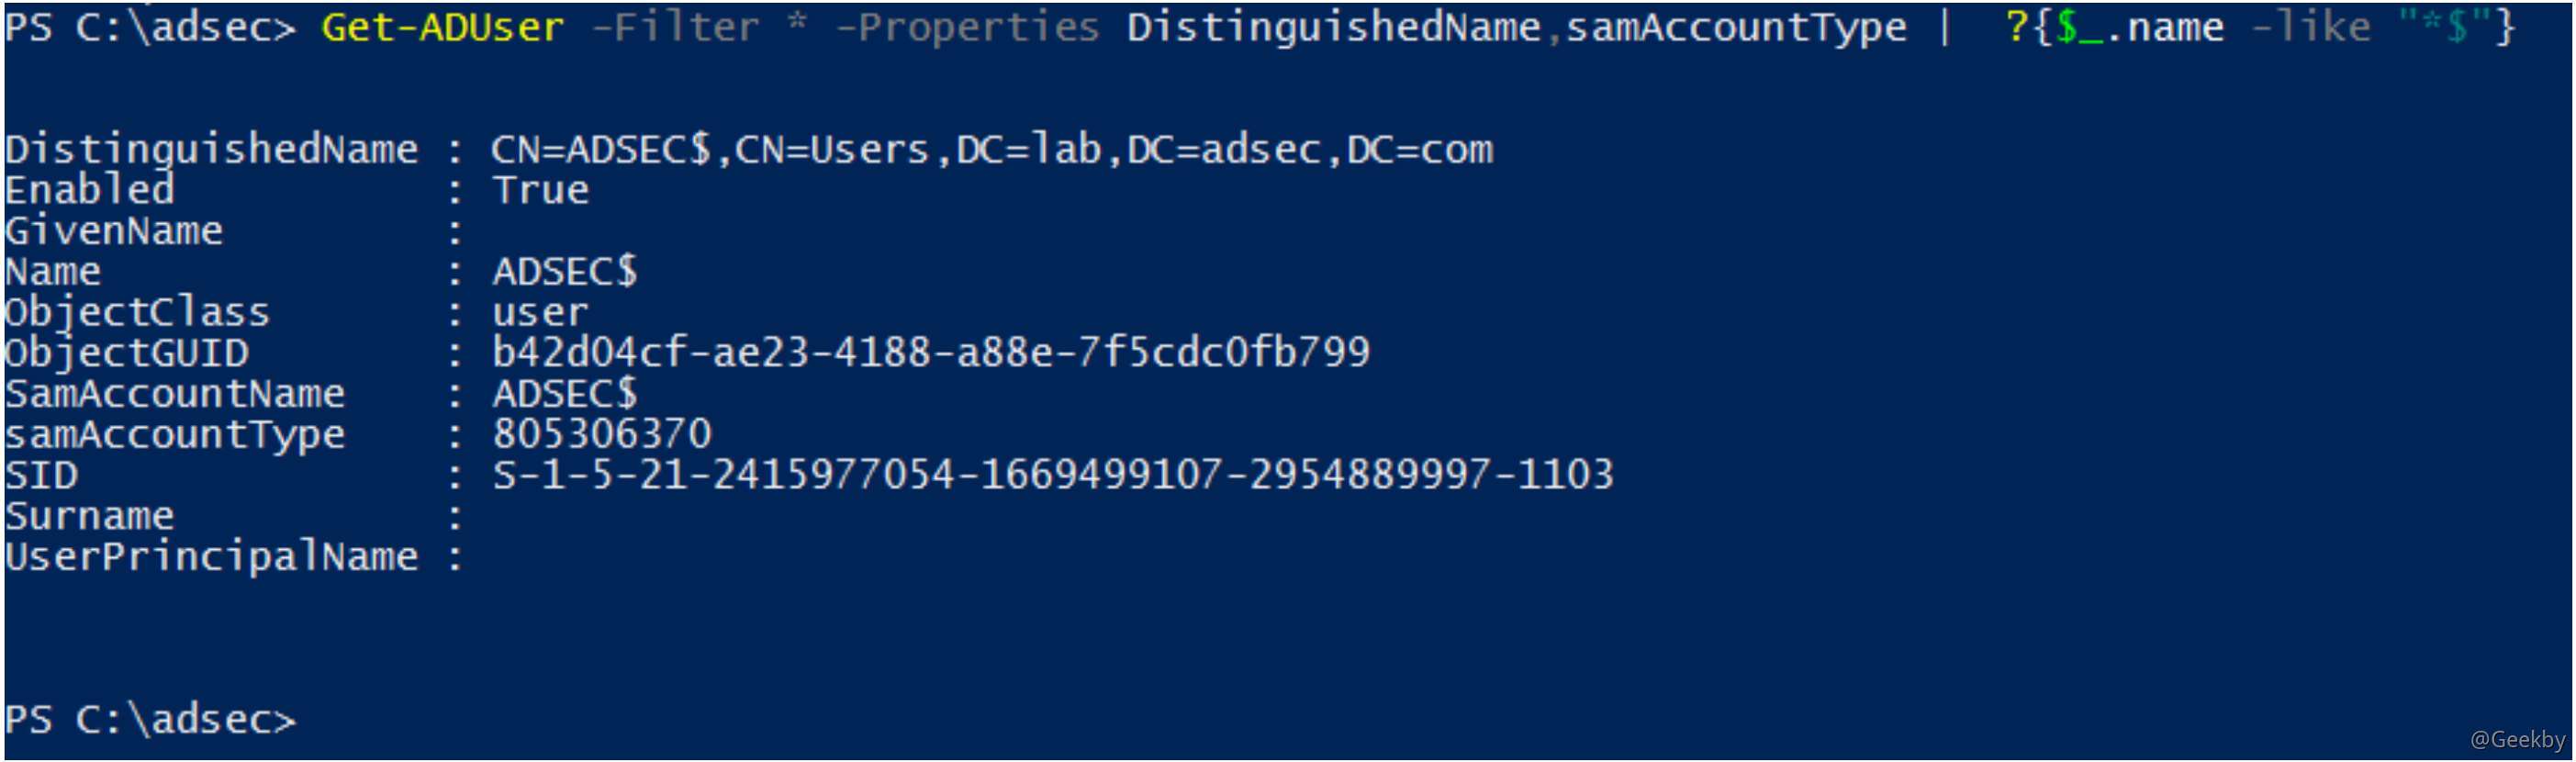 PS C:\adsec> Get-ADUser -Filter * -Properties DistinguishedName,samAccountType |  ?{$_.name -like "*$"}
DistinguishedName : CN=ADSEC$,CN=Users,DC=lab,DC=adsec,DC=com
Enabled           : True
GivenName         :
Name              : ADSEC$
ObjectClass       : user
ObjectGUID        : b42d04cf-ae23-4188-a88e-7f5cdc0fb799
SamAccountName    : ADSEC$
samAccountType    : 805306370
SID               : S-1-5-21-2415977054-1669499107-2954889997-1103
Surname           :
UserPrincipalName :
PS C:\adsec>
@Geekby